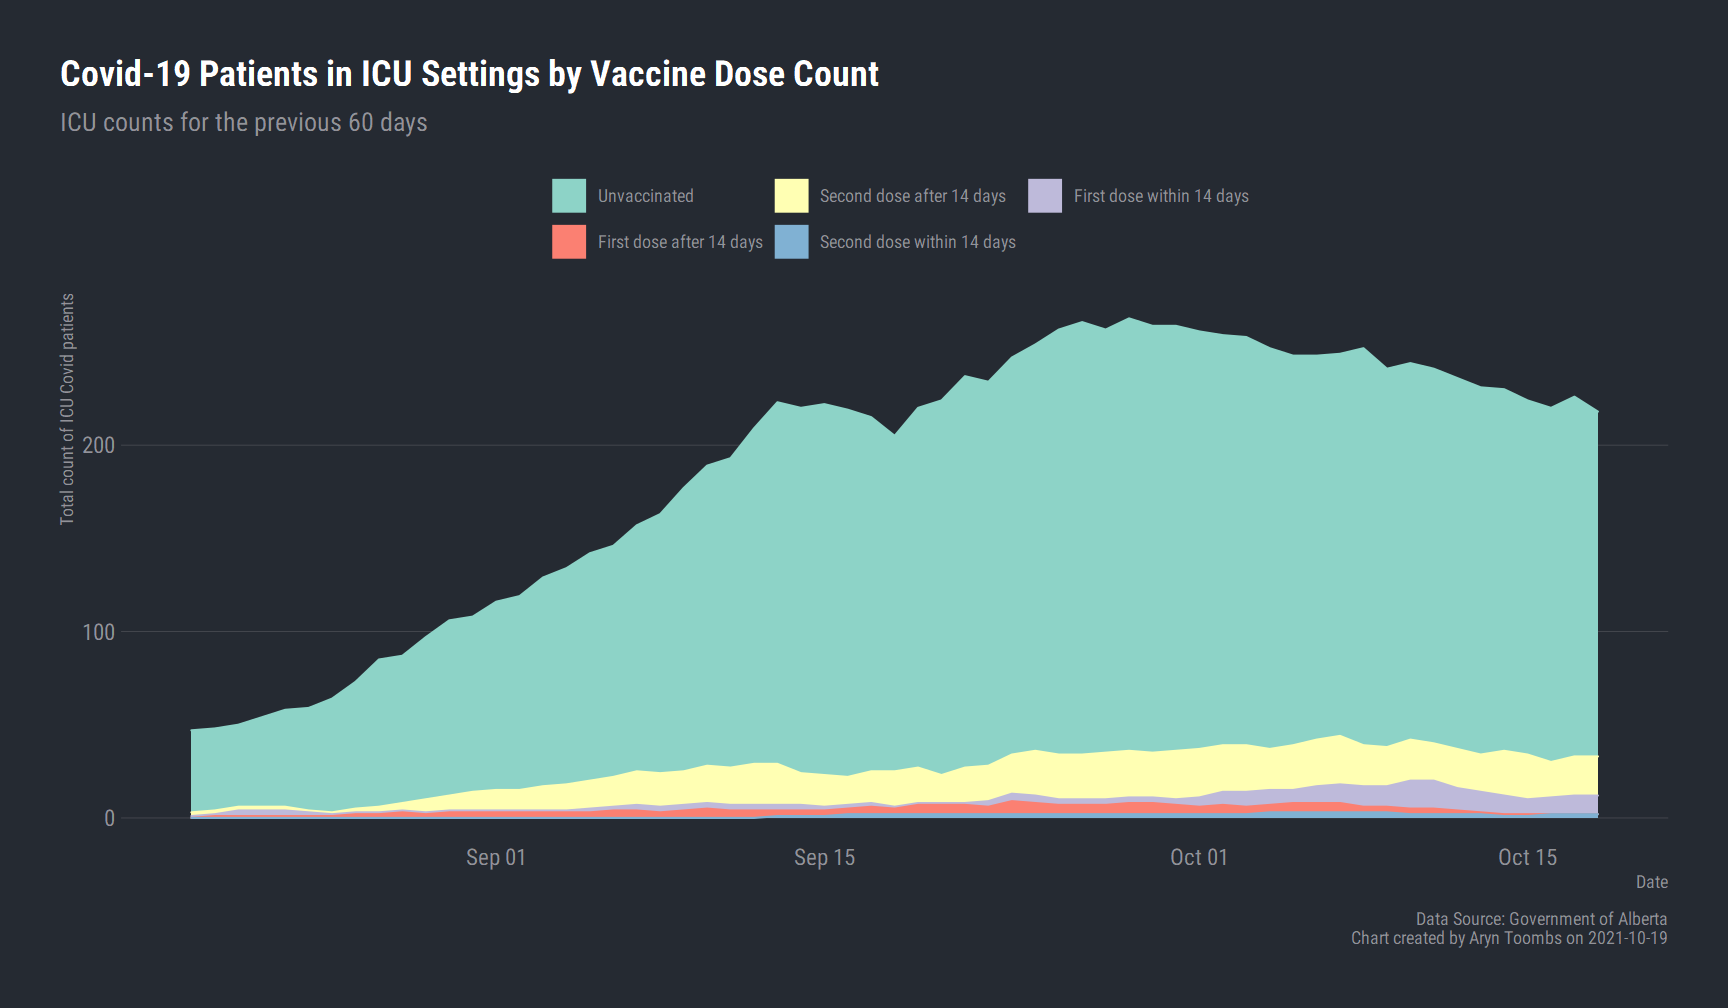 Covid-19 Patients in ICU Settings by Vaccine Dose Count
ICU counts for the previous 60 days
Unvaccinated
Second dose after 14 days
First dose within 14 days
First dose after 14 days
Second dose within 14 days
Total count of ICU Covid patients
200
100
0
Sep 01
Sep 15
Oct 01
Oct 15
Date
Data Source: Government of Alberta
Chart created by Aryn Toombs on 2021-10-19